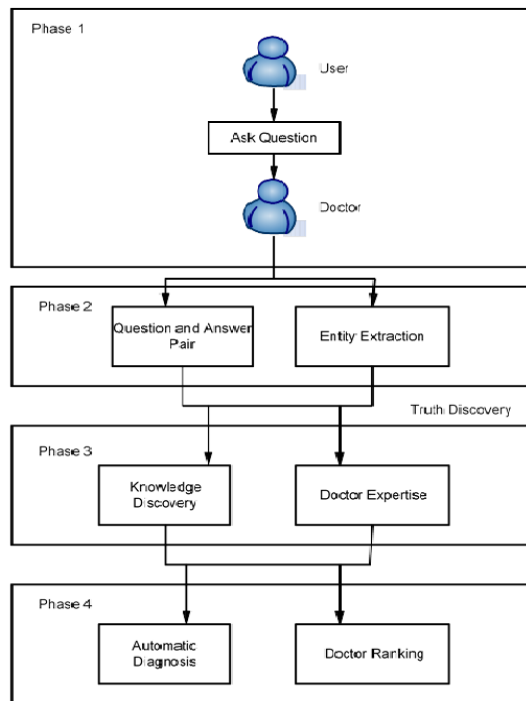 Phase 1
User
Ask Question
Doctor
Phase 2
Question and Answer
Pair
Entity Extraction
Truth Discovery
Phase 3
Knowledge
Discovery
Doctor Expertise
Phase 4
Automatic
Diagnosis
Doctor Ranking